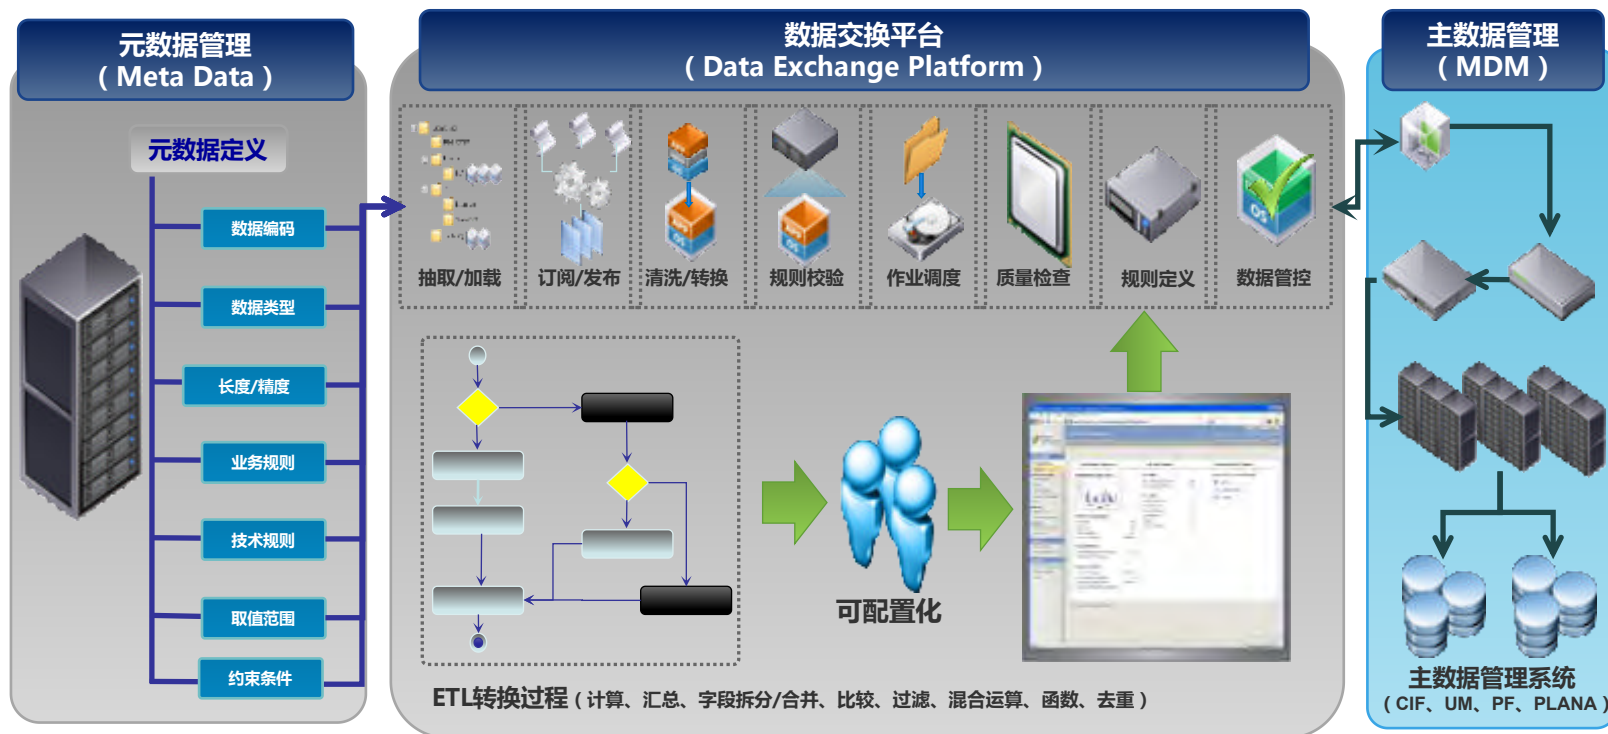 元数据管理
（Meta Data）
元数据定义
数据编码
数据类型
长度/精度
业务规则
技术规则
取值范围
约束条件
数据交换平台
（Data Exchange Platform）
抽取/加载
订阅/发布
清洗/转换
规则校验
作业调度
质量检查
规则定义
数据管控
APS
OS
OS
可配置化
ETL转换过程（计算、汇总、字段拆分/合并、比较、过滤、混合运算、函数、去重）
主数据管理
（MDM）
主数据管理系统
（CIF、UM、PF、PLANA）